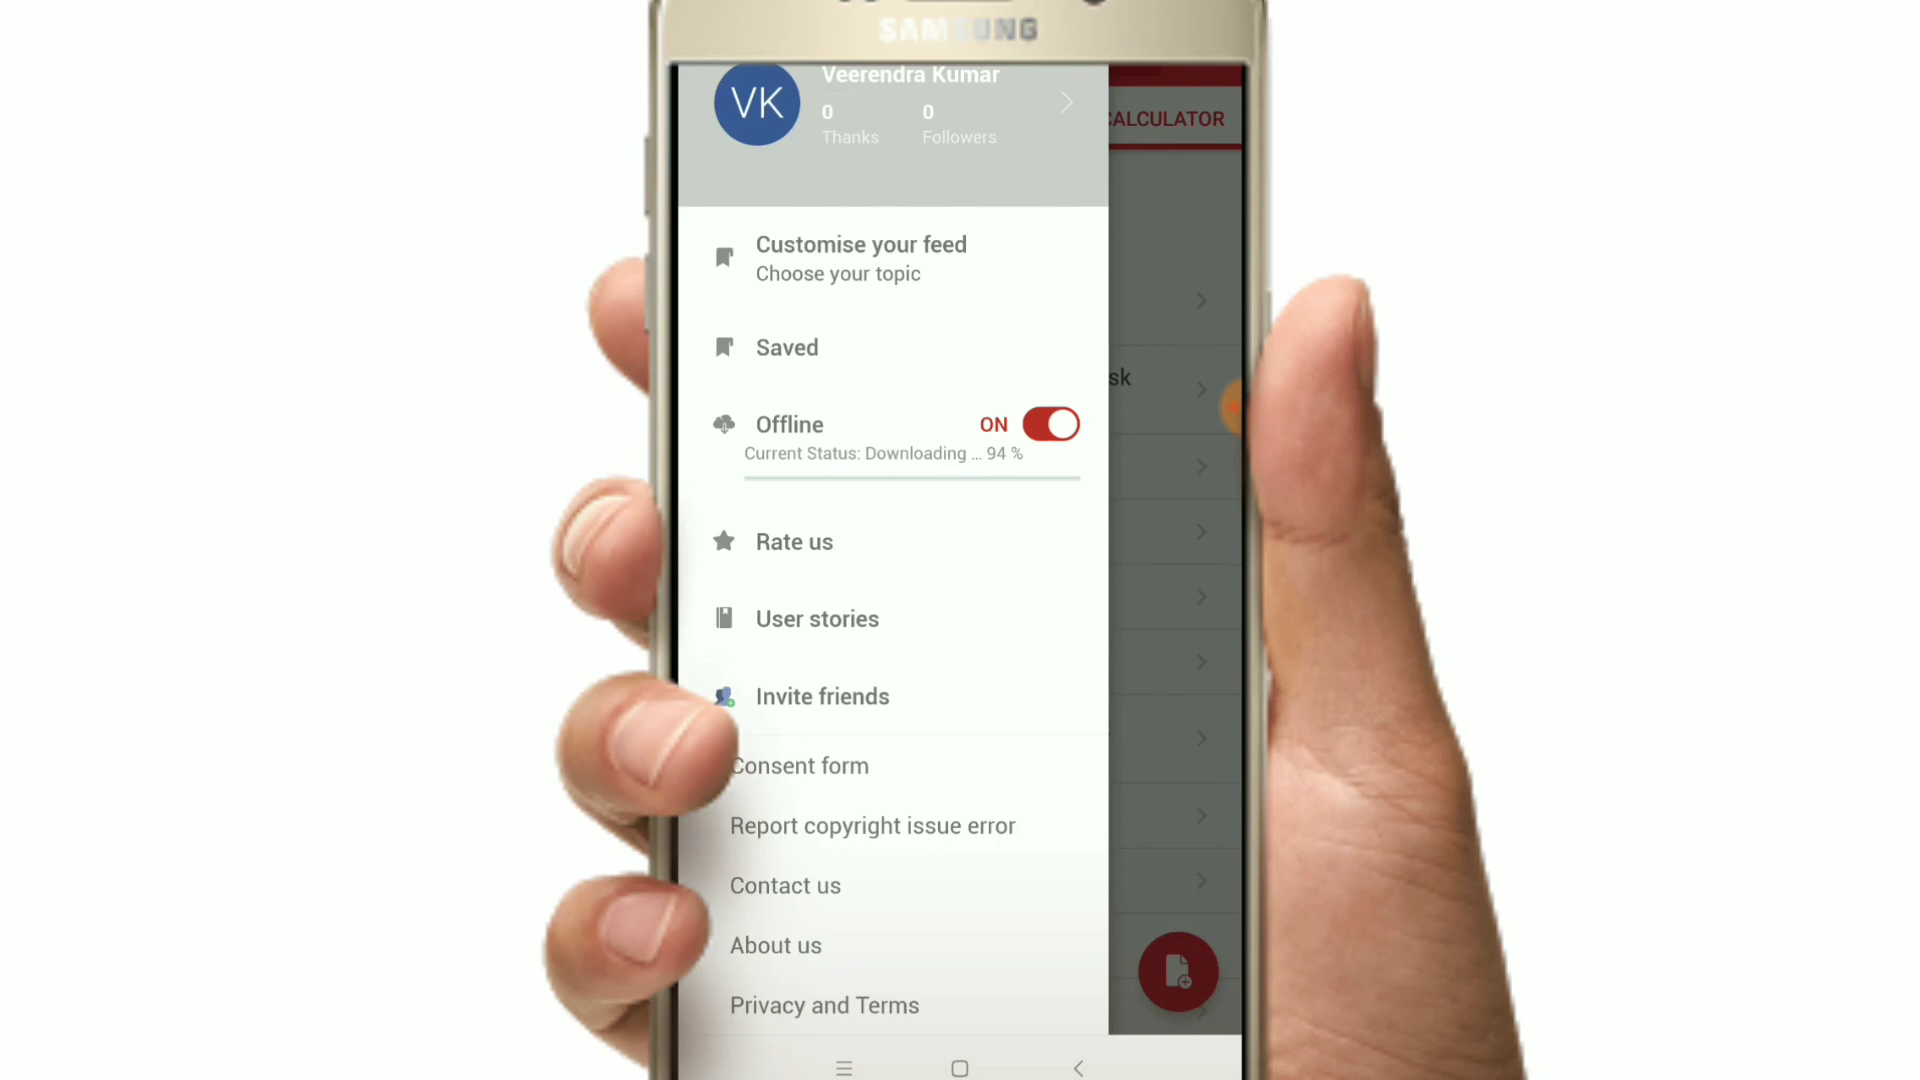 SAMSUNG
Veerendra Kumar
VK
0 0
Thanks Followers
CALCULATOR
Customise your feed
Choose your topic
Saved
sk
Offline ON
Current Status: Downloading ... 94 %
Rate us
User stories
Invite friends
Consent form
Report copyright issue error
Contact us
About us
Privacy and Terms